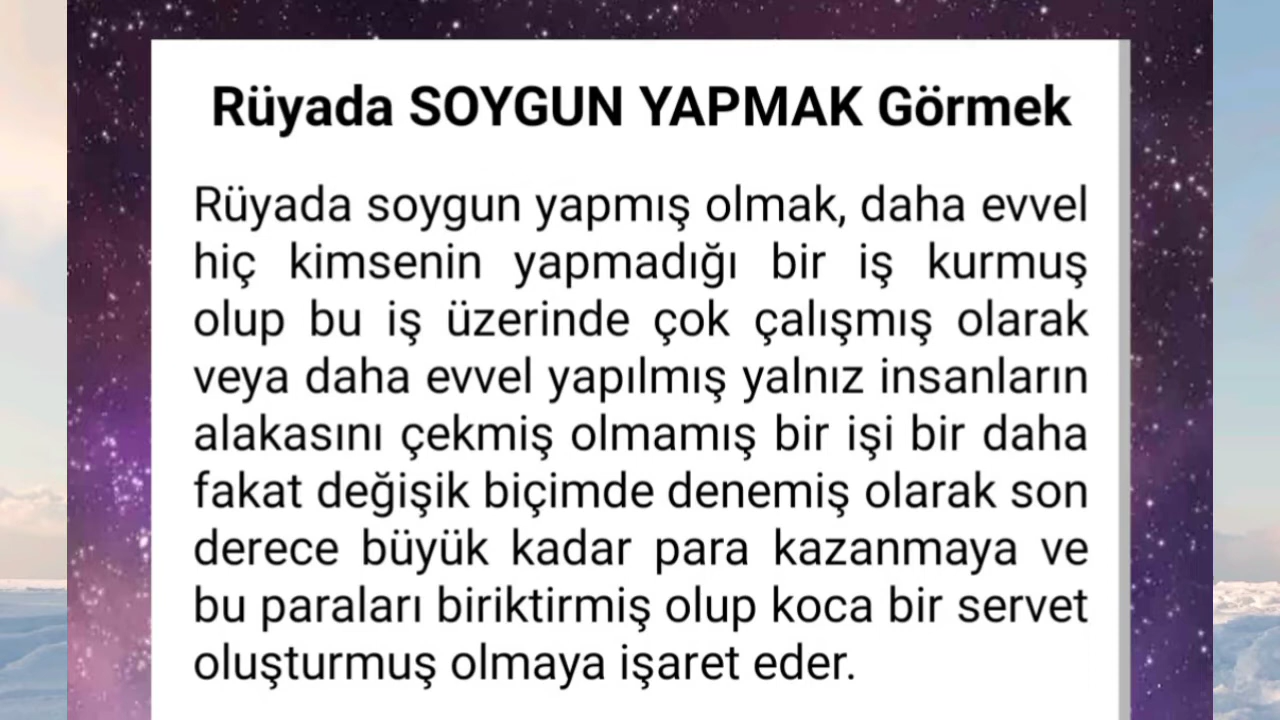 Rüyada SOYGUN YAPMAK Görmek
Rüyada soygun yapmış olmak, daha evvel
hiç kimsenin yapmadığı bir iş kurmuş
olup bu iş üzerinde çok çalışmış olarak
veya daha evvel yapılmış yalnız insanların
alakasını çekmiş olmamış bir işi bir daha
fakat değişik biçimde denemiş olarak son
derece büyük kadar para kazanmaya ve
bu paraları biriktirmiş olup koca bir servet
oluşturmuş olmaya işaret eder.